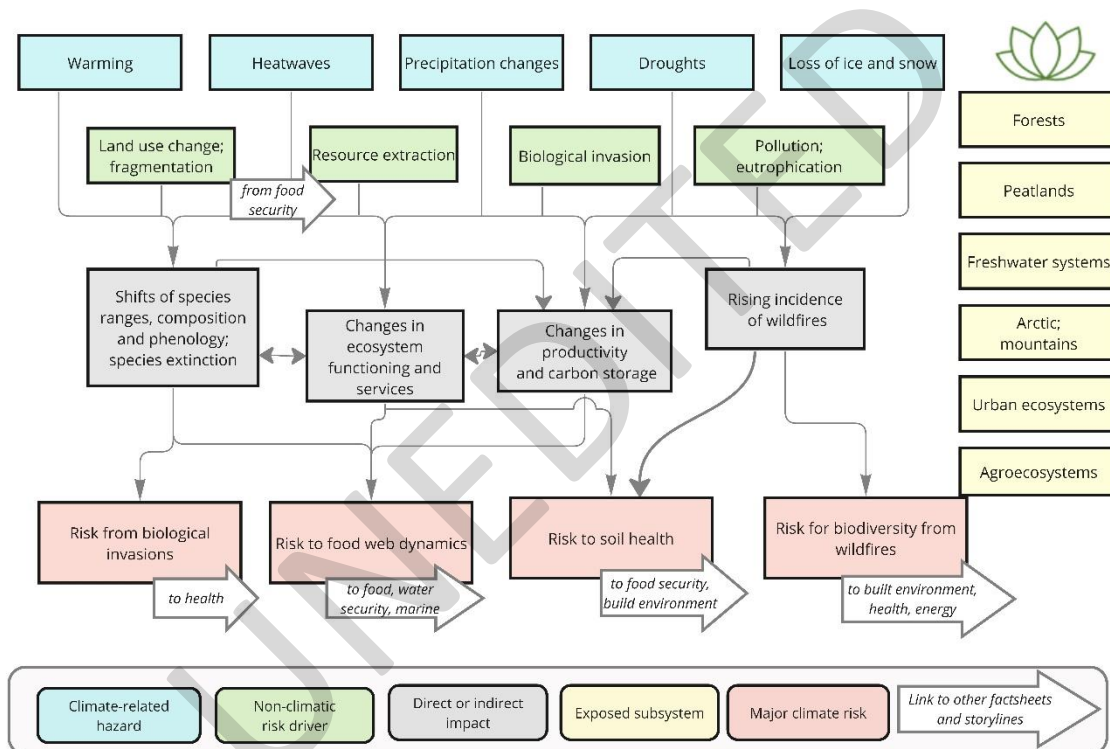 Warming
Heatwaves
Precipitation changes
Droughts
Loss of ice and snow
Land use change;
fragmentation
Resource extraction
Biological invasion
Pollution;
eutrophication
from food
security
Forests
Peatlands
Freshwater systems
Arctic;
mountains
Urban ecosystems
Agroecosystems
Shifts of species
ranges, composition
and phenology;
species extinction
Changes in
ecosystem
functioning and
services
Changes in
productivity
and carbon storage
Rising incidence
of wildfires
Risk from biological
invasions
Risk to food web dynamics
Risk to soil health
Risk for biodiversity from
wildfires
to health
to food, water
security, marine
to food security,
build environment
to built environment,
health, energy
Climate-related
hazard
Non-climatic
risk driver
Direct or indirect
impact
Exposed subsystem
Major climate risk
Link to other factsheets
and storylines
UNEDITED